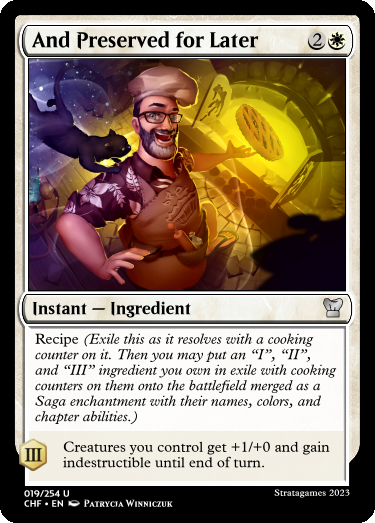 And Preserved for Later 2
Instant — Ingredient
Recipe (Exile this as it resolves with a cooking
counter on it. Then you may put an “I”, “II”,
and “III” ingredient you own in exile with cooking
counters on them onto the battlefield merged as a
Saga enchantment with their names, colors, and
chapter abilities.)
III Creatures you control get +1/+0 and gain
indestructible until end of turn.
019/254 U Stratagames 2023
CHF • EN Patrycja Winniczuk